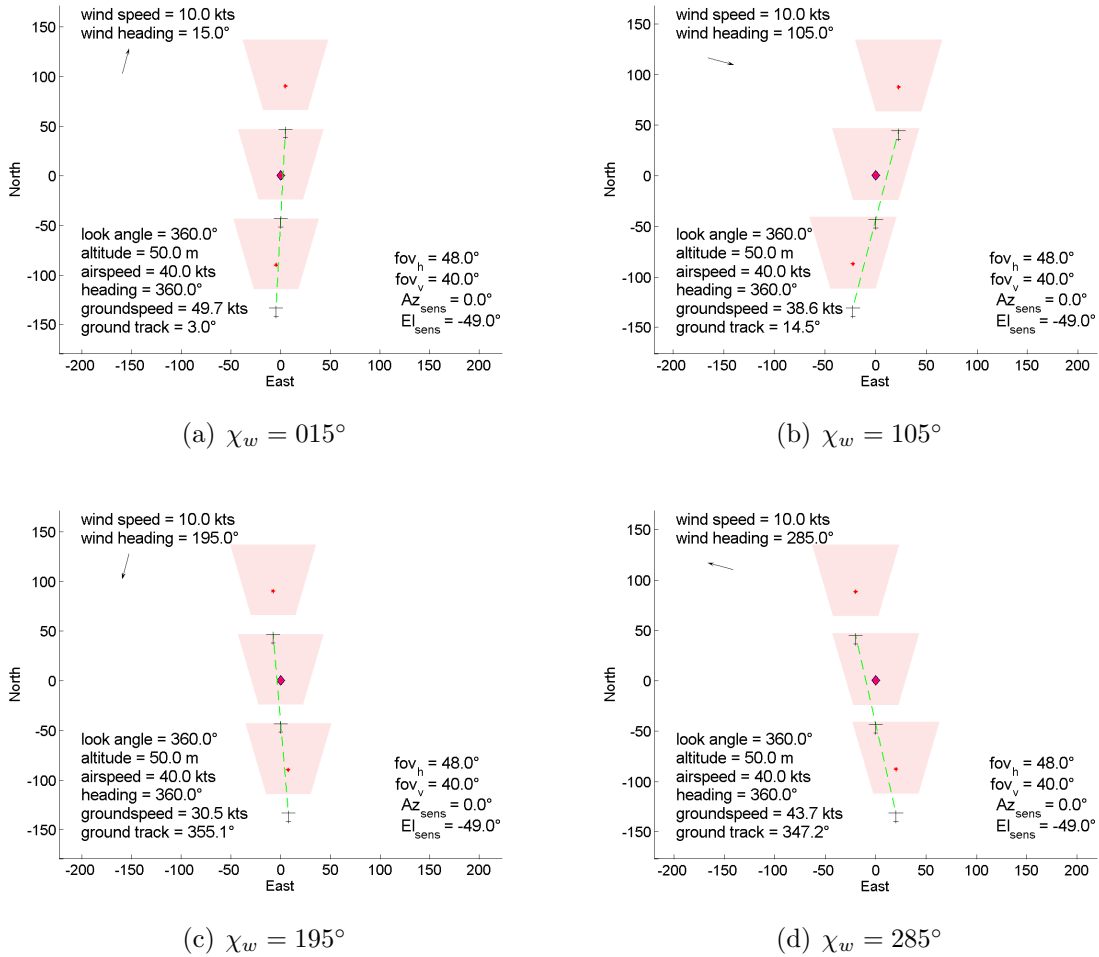 wind speed = 10.0 kts
wind heading = 15.0°
150
100
50
0
-50
-100
-150
North
look angle = 360.0°
altitude = 50.0 m
airspeed = 40.0 kts
heading = 360.0°
groundspeed = 49.7 kts
ground track = 3.0°
fov_h = 48.0°
fov_v = 40.0°
Az_sens = 0.0°
El_sens = -49.0°
-200 -150 -100 -50 0 50 100 150 200
East
(a) χ_w = 015°
wind speed = 10.0 kts
wind heading = 105.0°
150
100
50
0
-50
-100
-150
North
look angle = 360.0°
altitude = 50.0 m
airspeed = 40.0 kts
heading = 360.0°
groundspeed = 38.6 kts
ground track = 14.5°
fov_h = 48.0°
fov_v = 40.0°
Az_sens = 0.0°
El_sens = -49.0°
-200 -150 -100 -50 0 50 100 150 200
East
(b) χ_w = 105°
wind speed = 10.0 kts
wind heading = 195.0°
150
100
50
0
-50
-100
-150
North
look angle = 360.0°
altitude = 50.0 m
airspeed = 40.0 kts
heading = 360.0°
groundspeed = 30.5 kts
ground track = 355.1°
fov_h = 48.0°
fov_v = 40.0°
Az_sens = 0.0°
El_sens = -49.0°
-200 -150 -100 -50 0 50 100 150 200
East
(c) χ_w = 195°
wind speed = 10.0 kts
wind heading = 285.0°
150
100
50
0
-50
-100
-150
North
look angle = 360.0°
altitude = 50.0 m
airspeed = 40.0 kts
heading = 360.0°
groundspeed = 43.7 kts
ground track = 347.2°
fov_h = 48.0°
fov_v = 40.0°
Az_sens = 0.0°
El_sens = -49.0°
-200 -150 -100 -50 0 50 100 150 200
East
(d) χ_w = 285°